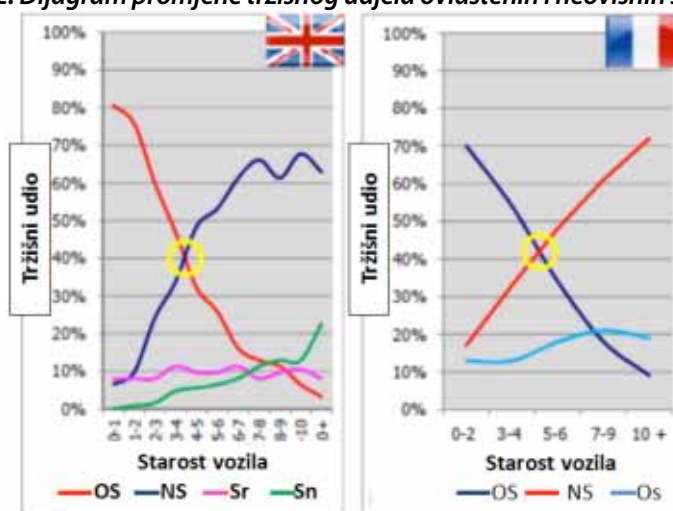 . Dijagram promjene tržišnog udjela ovlaštenih i neovisnih
100%
90%
80%
70%
60%
50%
40%
30%
20%
10%
0%
Tržišni udio
0-1 1-2 2-3 3-4 4-5 5-6 6-7 7-8 8-9 -10 0+
Starost vozila
OS NS Sr Sn
100%
90%
80%
70%
60%
50%
40%
30%
20%
10%
0%
Tržišni udio
0-2 3-4 5-6 7-9 10 +
Starost vozila
OS NS Os